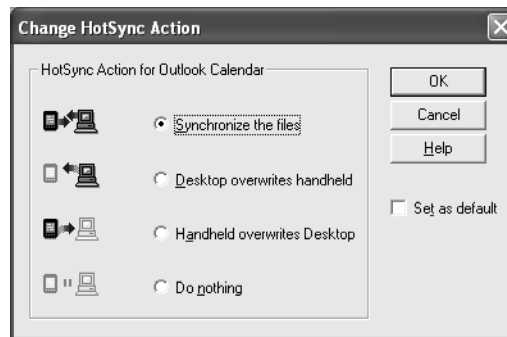 Change HotSync Action
HotSync Action for Outlook Calendar
Synchronize the files
Desktop overwrites handheld
Handheld overwrites Desktop
Do nothing
OK
Cancel
Help
Set as default